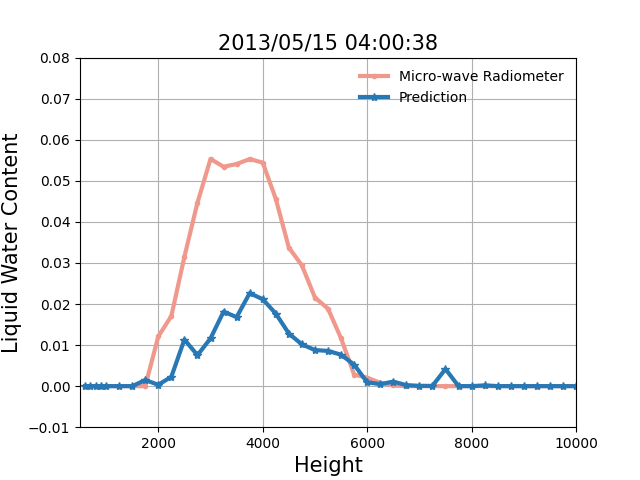 2013/05/15 04:00:38
0.08
0.07
0.06
0.05
0.04
0.03
0.02
0.01
0.00
−0.01
Liquid Water Content
Micro-wave Radiometer
Prediction
2000 4000 6000 8000 10000
Height